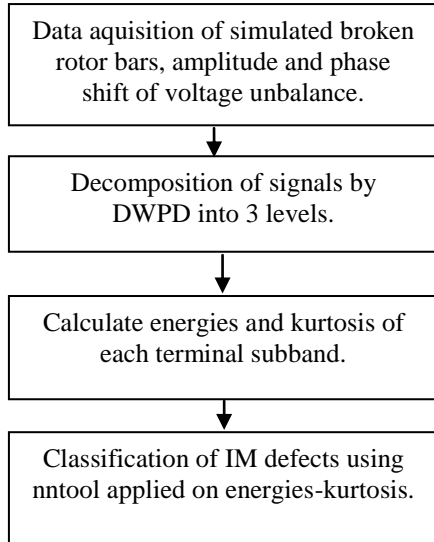 Data aquisition of simulated broken
rotor bars, amplitude and phase
shift of voltage unbalance.
Decomposition of signals by
DWPD into 3 levels.
Calculate energies and kurtosis of
each terminal subband.
Classification of IM defects using
nntool applied on energies-kurtosis.